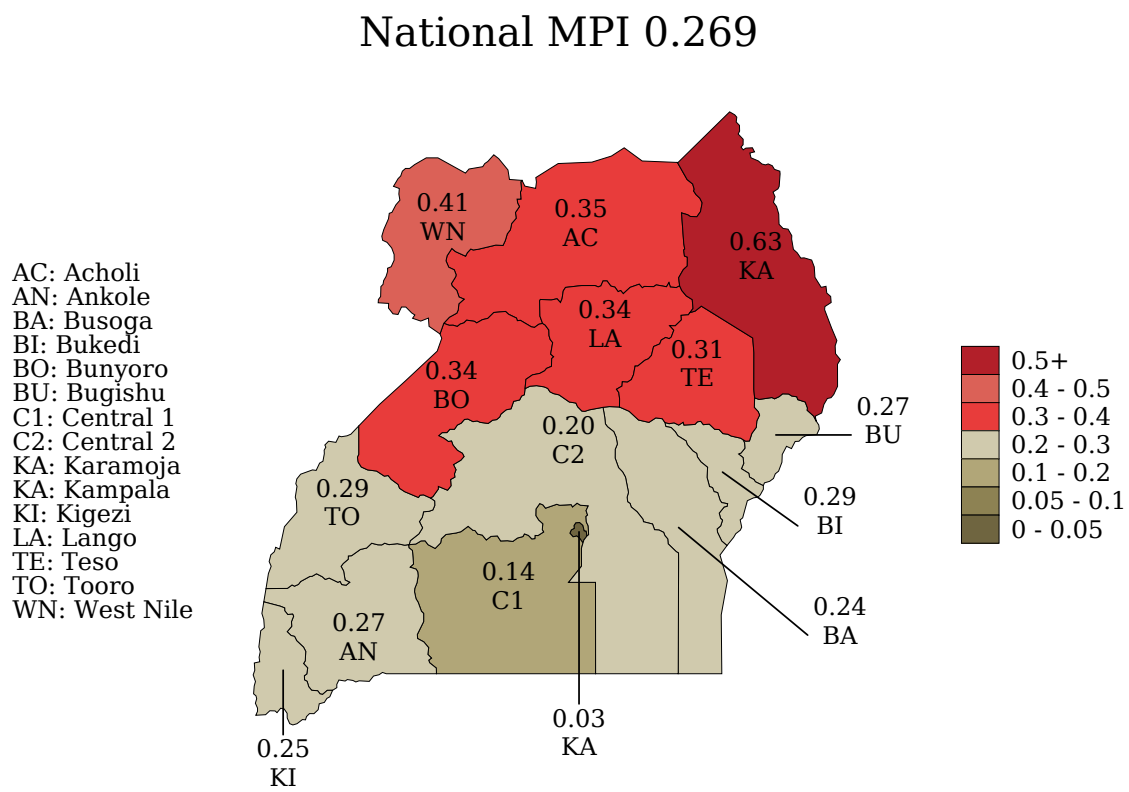 National MPI 0.269
0.41
WN
0.35
AC
0.63
KA
0.34
LA
0.31
TE
0.34
BO
0.20
C2
0.27
BU
0.29
TO
0.29
BI
0.14
C1
0.24
BA
0.27
AN
0.03
KA
0.25
KI
AC: Acholi
AN: Ankole
BA: Busoga
BI: Bukedi
BO: Bunyoro
BU: Bugishu
C1: Central 1
C2: Central 2
KA: Karamoja
KA: Kampala
KI: Kigezi
LA: Lango
TE: Teso
TO: Tooro
WN: West Nile
0.5+
0.4 - 0.5
0.3 - 0.4
0.2 - 0.3
0.1 - 0.2
0.05 - 0.1
0 - 0.05